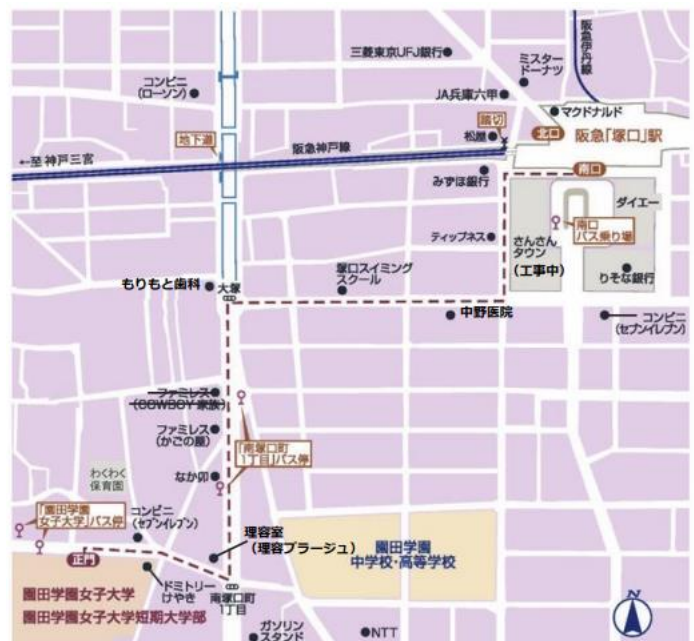 三菱東京UFJ銀行
阪急伊丹線
ミスター
ドーナツ
コンビニ
(ローソン)
JA兵庫六甲
マクドナルド
踏切
北口
阪急「塚口」駅
松屋
地下道
阪急神戸線
←至 神戸三宮
南口
みずほ銀行
ダイエー
南口
バス乗り場
ティップネス
さんさん
タウン
(工事中)
りそな銀行
塚口スイミング
スクール
もりもと歯科
大塚
中野医院
コンビニ
(セブンイレブン)
ファミレス
(COWBOY 家族)
ファミレス
(かごの屋)
「南塚口町
1丁目」バス停
わくわく
保育園
なか卯
「園田学園
女子大学」バス停
コンビニ
(セブンイレブン)
理容室
(理容プラージュ)
園田学園
中学校・高等学校
正門
ドミトリー
けやき
南塚口町
1丁目
園田学園女子大学
園田学園女子大学短期大学部
ガソリン
スタンド
NTT
N